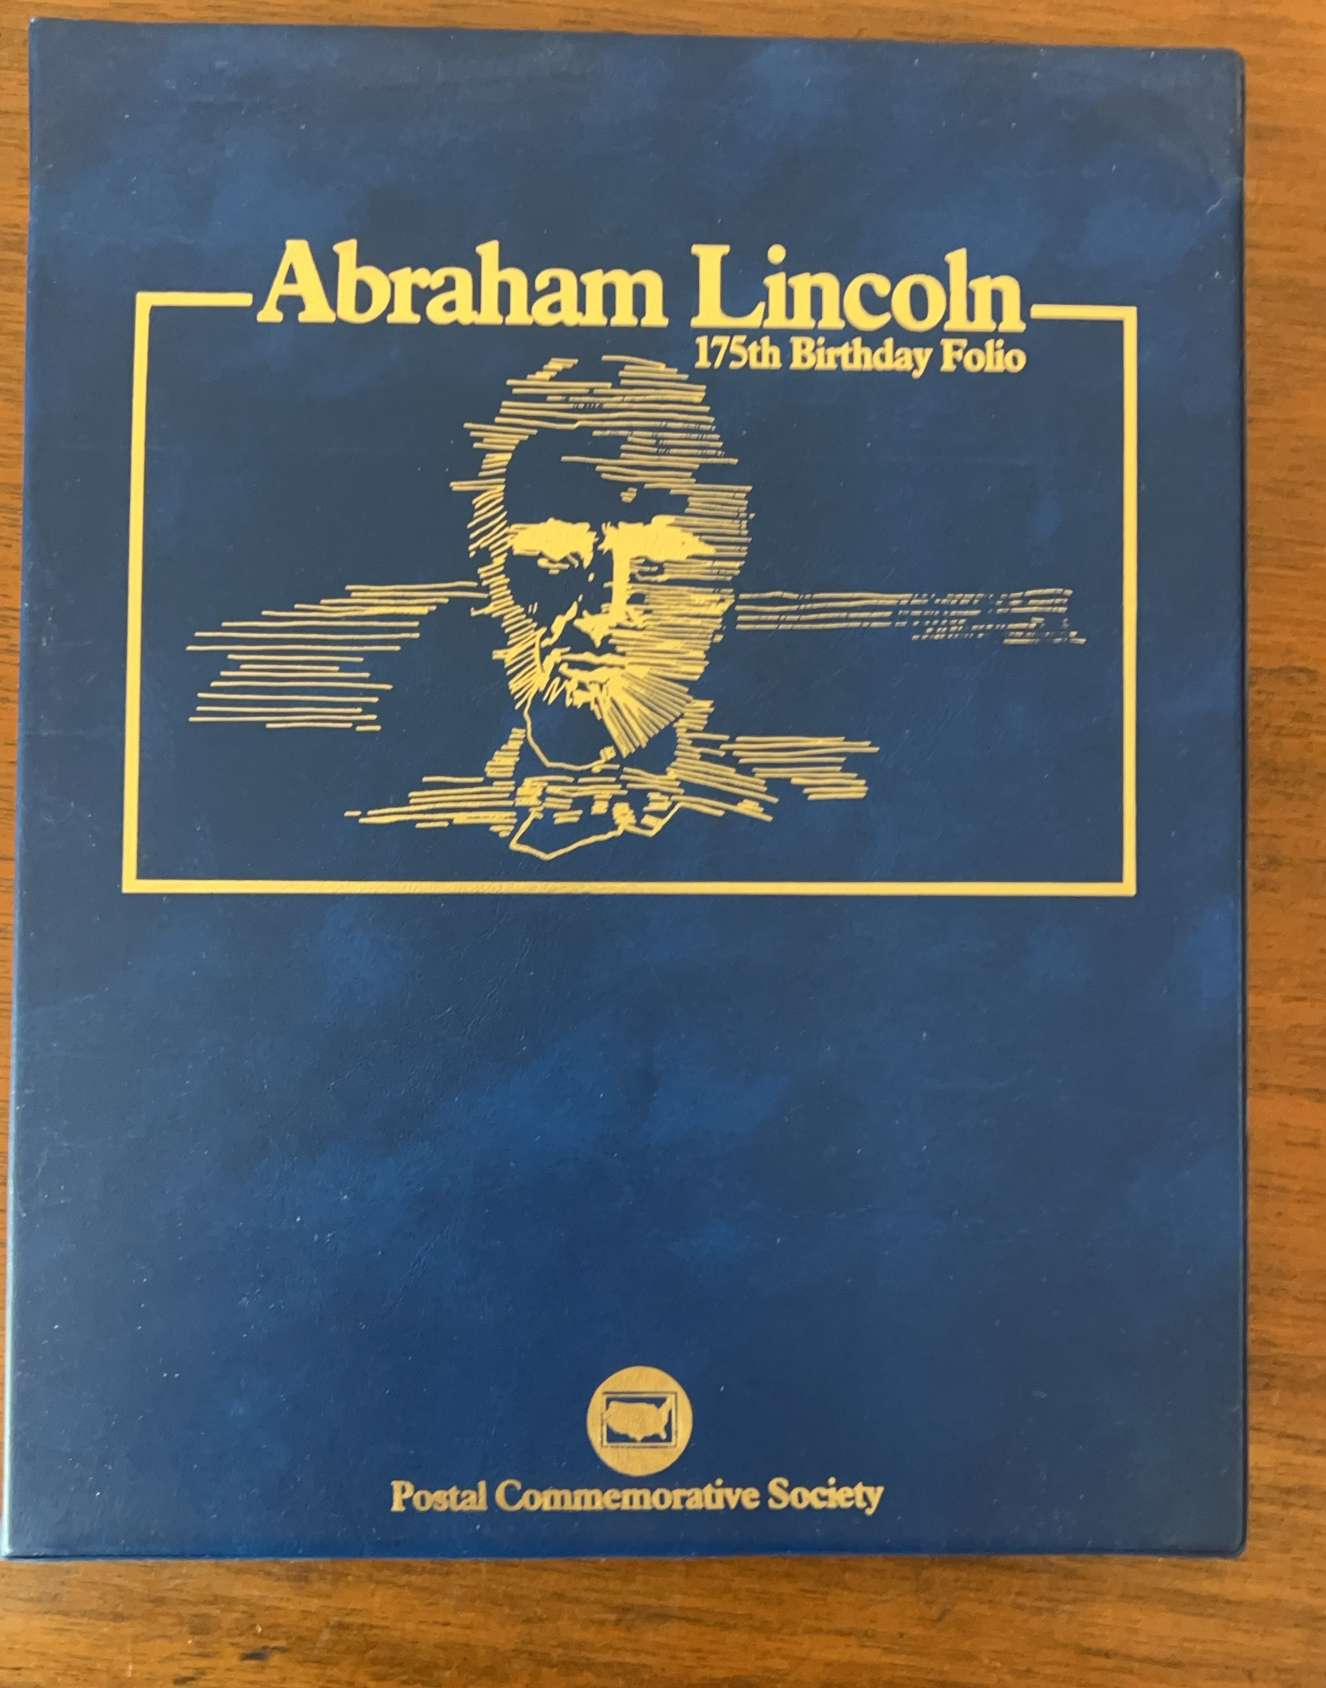 Abraham Lincoln
175th Birthday Folio
Postal Commemorative Society